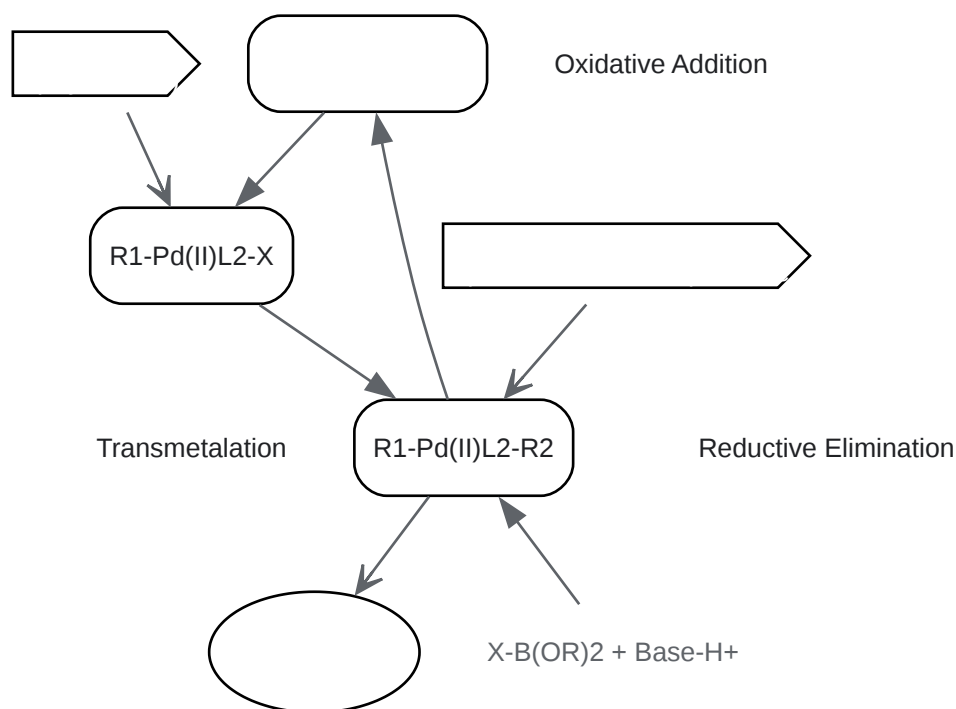 Oxidative Addition
R1-Pd(II)L2-X
Transmetalation
R1-Pd(II)L2-R2
Reductive Elimination
X-B(OR)2 + Base-H+